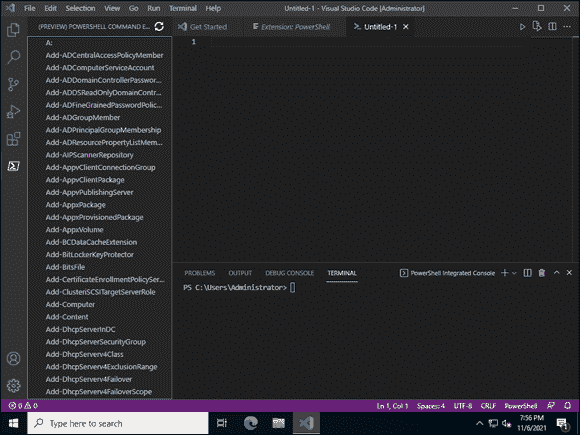 File Edit Selection View Go Run Terminal Help Untitled-1 - Visual Studio Code [Administrator]
(PREVIEW) POWERSHELL COMMAND E...
Get Started Extension: PowerShell Untitled-1
1
A:
Add-ADCentralAccessPolicyMember
Add-ADComputerServiceAccount
Add-ADDomainControllerPasswor...
Add-ADDSReadOnlyDomainContr...
Add-ADFineGrainedPasswordPolic...
Add-ADGroupMember
Add-ADPrincipalGroupMembership
Add-ADResourcePropertyListMem...
Add-AIPScannerRepository
Add-AppvClientConnectionGroup
Add-AppvClientPackage
Add-AppvPublishingServer
Add-AppxPackage
Add-AppxProvisionedPackage
Add-AppxVolume
Add-BCDataCacheExtension
Add-BitLockerKeyProtector
Add-BitsFile
Add-CertificateEnrollmentPolicySer...
Add-ClusteriSCSITargetServerRole
Add-Computer
Add-Content
Add-DhcpServerInDC
Add-DhcpServerSecurityGroup
Add-DhcpServerv4Class
Add-DhcpServerv4ExclusionRange
Add-DhcpServerv4Failover
Add-DhcpServerv4FailoverScope
PROBLEMS OUTPUT DEBUG CONSOLE TERMINAL PowerShell Integrated Console
PS C:\Users\Administrator>
0 0 Ln 1, Col 1 Spaces: 4 UTF-8 CRLF PowerShell
Type here to search
7:56 PM
11/6/2021